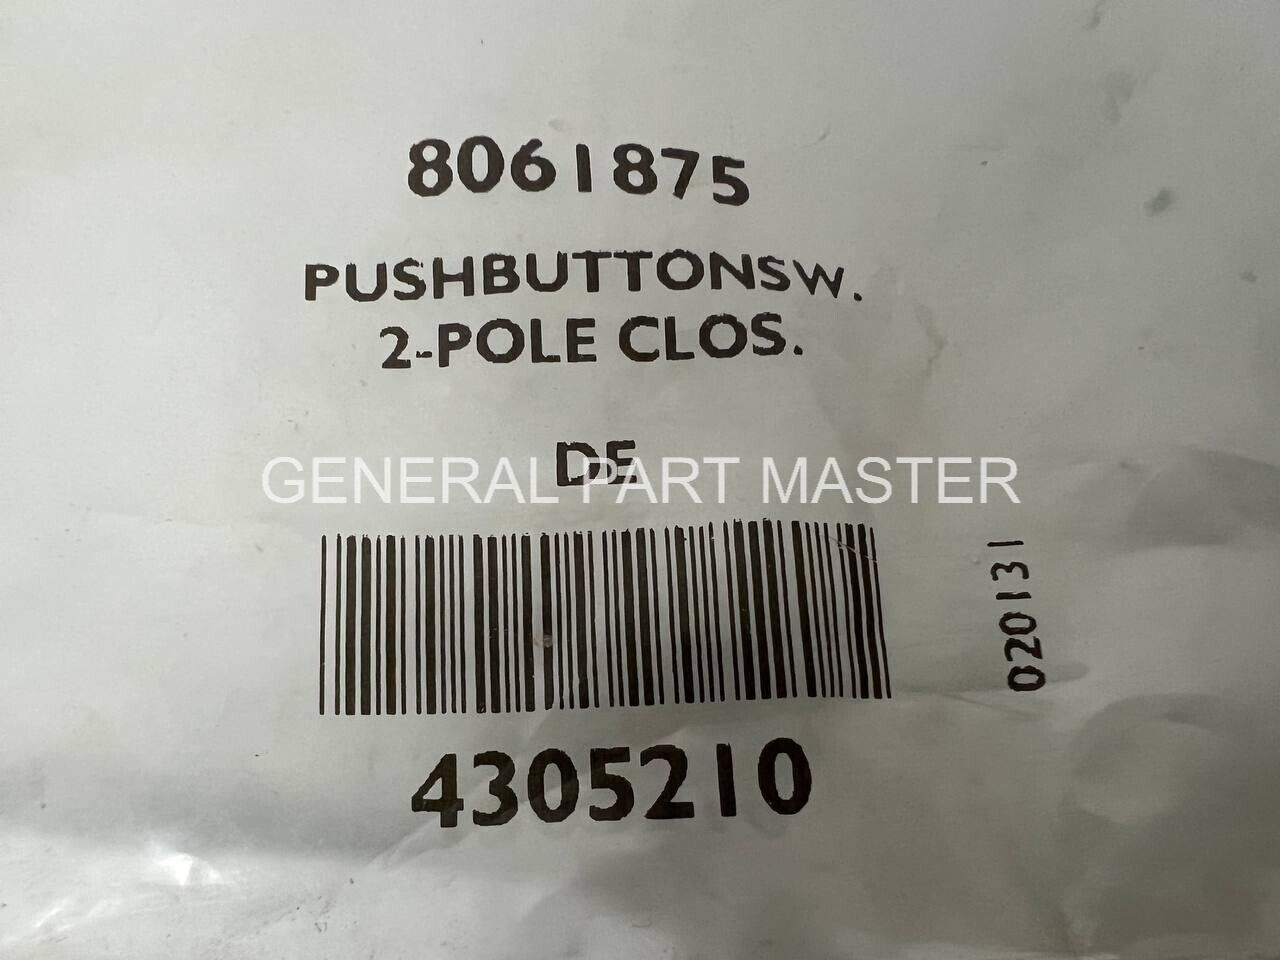 8061875
PUSHBUTTONSW.
2-POLE CLOS.
DE
GENERAL PART MASTER
020131
4305210